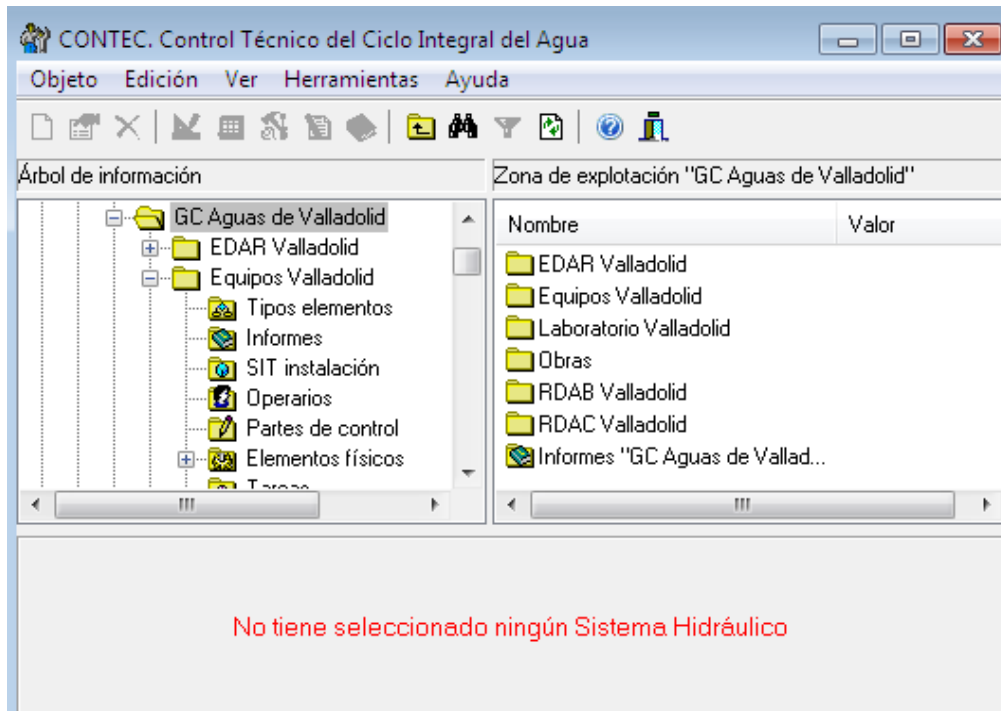 CONTEC. Control Técnico del Ciclo Integral del Agua
Objeto Edición Ver Herramientas Ayuda
Árbol de información
Zona de explotación "GC Aguas de Valladolid"
GC Aguas de Valladolid
EDAR Valladolid
Equipos Valladolid
Tipos elementos
Informes
SIT instalación
Operarios
Partes de control
Elementos físicos
Tareas
Nombre Valor
EDAR Valladolid
Equipos Valladolid
Laboratorio Valladolid
Obras
RDAB Valladolid
RDAC Valladolid
Informes "GC Aguas de Vallad...
No tiene seleccionado ningún Sistema Hidráulico